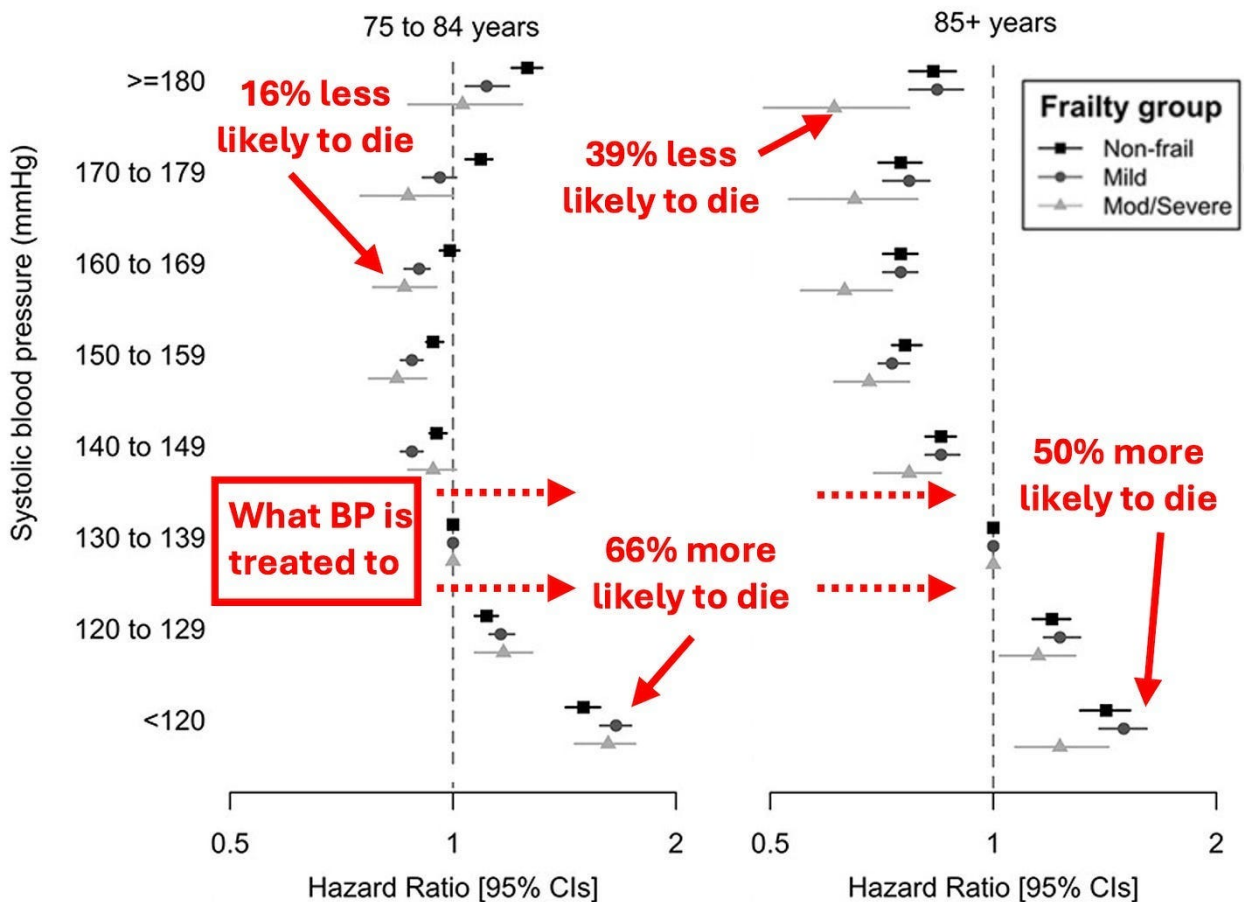 75 to 84 years
85+ years
Systolic blood pressure (mmHg)
>=180
170 to 179
160 to 169
150 to 159
140 to 149
130 to 139
120 to 129
<120
16% less
likely to die
39% less
likely to die
Frailty group
Non-frail
Mild
Mod/Severe
What BP is
treated to
66% more
likely to die
50% more
likely to die
0.5
1
2
0.5
1
2
Hazard Ratio [95% CIs]
Hazard Ratio [95% CIs]